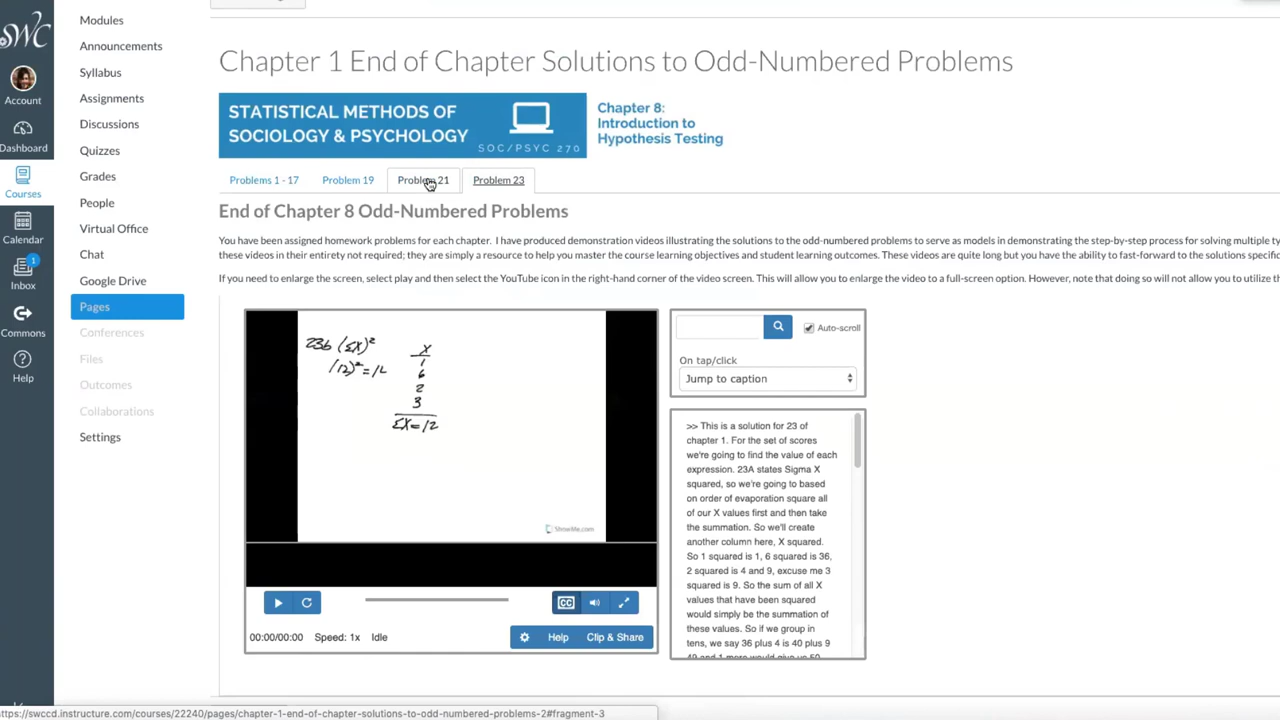 SWC
Account
Dashboard
Courses
Calendar
1
Inbox
Commons
Help
Modules
Announcements
Syllabus
Assignments
Discussions
Quizzes
Grades
People
Virtual Office
Chat
Google Drive
Pages
Conferences
Files
Outcomes
Collaborations
Settings
Chapter 1 End of Chapter Solutions to Odd-Numbered Problems
STATISTICAL METHODS OF
SOCIOLOGY & PSYCHOLOGY
SOC/PSYC 270
Chapter 8:
Introduction to
Hypothesis Testing
Problems 1 - 17
Problem 19
Problem 21
Problem 23
End of Chapter 8 Odd-Numbered Problems
You have been assigned homework problems for each chapter. I have produced demonstration videos illustrating the solutions to the odd-numbered problems to serve as models in demonstrating the step-by-step process for solving multiple ty
these videos in their entirety not required; they are simply a resource to help you master the course learning objectives and student learning outcomes. These videos are quite long but you have the ability to fast-forward to the solutions specifi
If you need to enlarge the screen, select play and then select the YouTube icon in the right-hand corner of the video screen. This will allow you to enlarge the video to a full-screen option. However, note that doing so will not allow you to utilize th
23b (ΣX)²
(12)² = 12
X
1
6
2
3
ΣX=12
ShowMe.com
CC
00:00/00:00
Speed: 1x
Idle
Help
Clip & Share
Auto-scroll
On tap/click
Jump to caption
>> This is a solution for 23 of
chapter 1. For the set of scores
we're going to find the value of each
expression. 23A states Sigma X
squared, so we're going to based
on order of evaporation square all
of our X values first and then take
the summation. So we'll create
another column here, X squared.
So 1 squared is 1, 6 squared is 36,
2 squared is 4 and 9, excuse me 3
squared is 9. So the sum of all X
values that have been squared
would simply be the summation of
these values. So if we group in
tens, we say 36 plus 4 is 40 plus 9
49 and 1 more would give us 50
https://swccd.instructure.com/courses/22240/pages/chapter-1-end-of-chapter-solutions-to-odd-numbered-problems-2#fragment-3